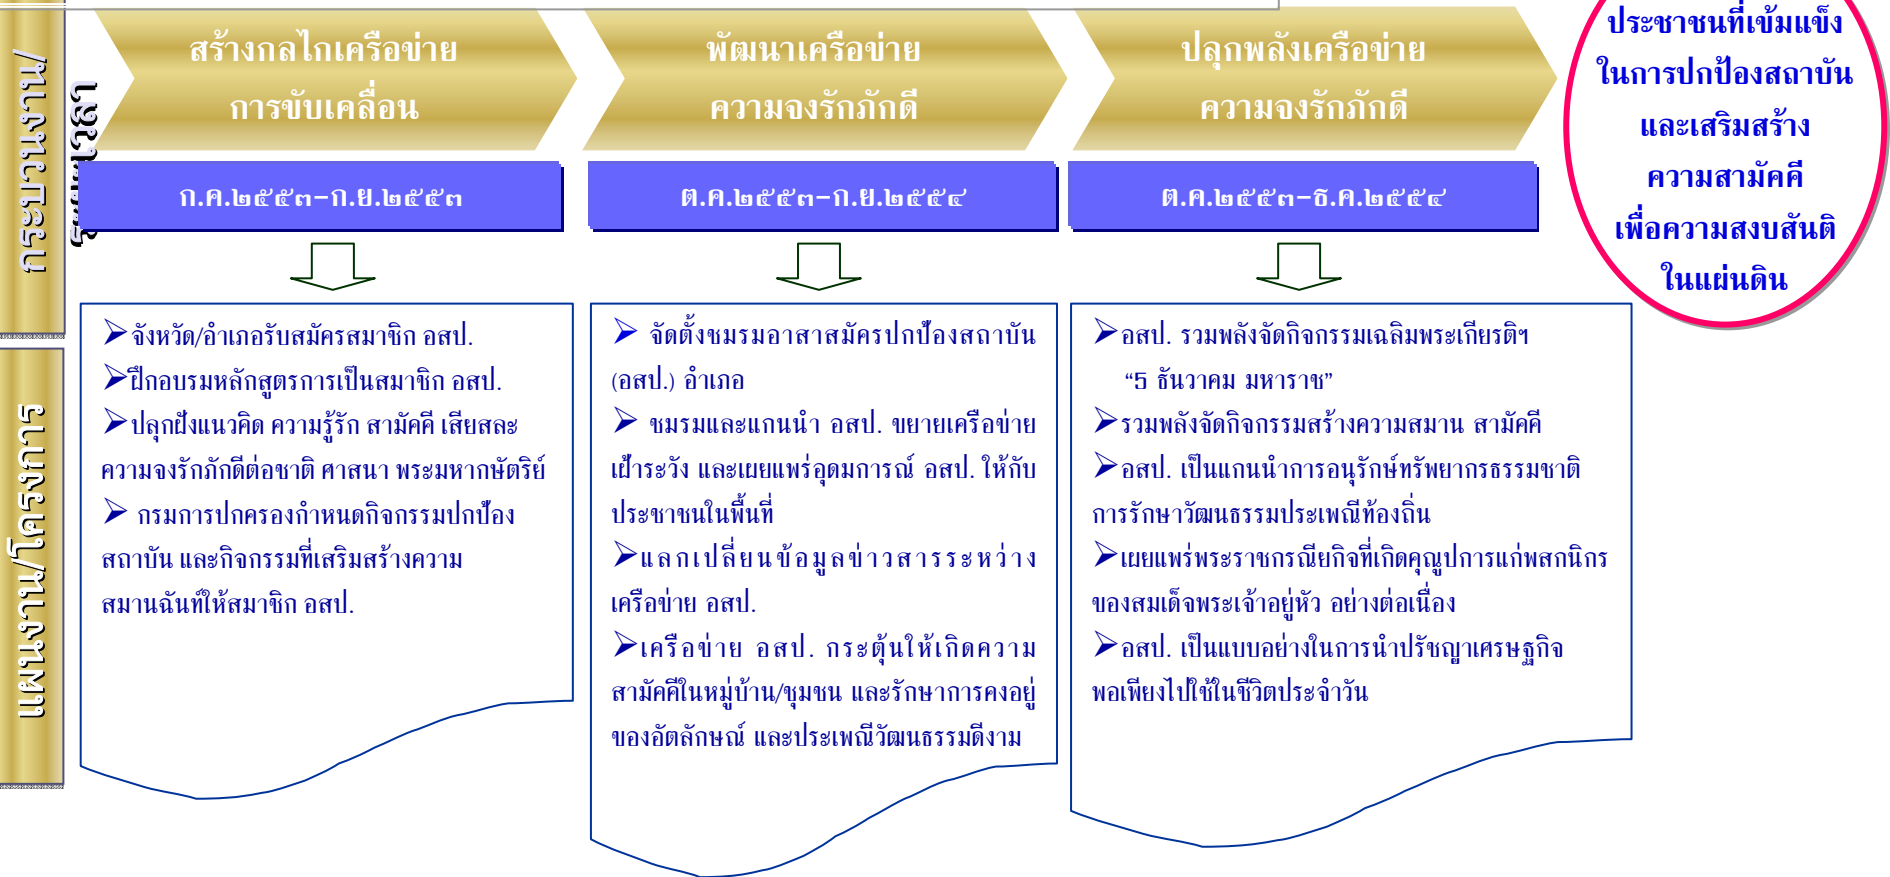 กระบวนงาน/
ระยะเวลา
สร้างกลไกเครือข่าย
การขับเคลื่อน
พัฒนาเครือข่าย
ความจงรักภักดี
ปลุกพลังเครือข่าย
ความจงรักภักดี
ประชาชนที่เข้มแข็ง
ในการปกป้องสถาบัน
และเสริมสร้าง
ความสามัคคี
เพื่อความสงบสันติ
ในแผ่นดิน
ก.ค.๒๕๕๓-ก.ย.๒๕๕๓
ต.ค.๒๕๕๓-ก.ย.๒๕๕๔
ต.ค.๒๕๕๓-ธ.ค.๒๕๕๔
แผนงาน/โครงการ
➢จังหวัด/อำเภอรับสมัครสมาชิก อสป.
➢ฝึกอบรมหลักสูตรการเป็นสมาชิก อสป.
➢ปลุกฝังแนวคิด ความรู้รัก สามัคคี เสียสละ
ความจงรักภักดีต่อชาติ ศาสนา พระมหากษัตริย์
➢ กรมการปกครองกำหนดกิจกรรมปกป้อง
สถาบัน และกิจกรรมที่เสริมสร้างความ
สมานฉันท์ให้สมาชิก อสป.
➢ จัดตั้งชมรมอาสาสมัครปกป้องสถาบัน
(อสป.) อำเภอ
➢ ชมรมและแกนนำ อสป. ขยายเครือข่าย
เฝ้าระวัง และเผยแพร่อุดมการณ์ อสป. ให้กับ
ประชาชนในพื้นที่
➢แลกเปลี่ยนข้อมูลข่าวสารระหว่าง
เครือข่าย อสป.
➢เครือข่าย อสป. กระตุ้นให้เกิดความ
สามัคคีในหมู่บ้าน/ชุมชน และรักษาการคงอยู่
ของอัตลักษณ์ และประเพณีวัฒนธรรมดีงาม
➢อสป. รวมพลังจัดกิจกรรมเฉลิมพระเกียรติฯ
“5 ธันวาคม มหาราช”
➢รวมพลังจัดกิจกรรมสร้างความสมาน สามัคคี
➢อสป. เป็นแกนนำการอนุรักษ์ทรัพยากรธรรมชาติ
การรักษาวัฒนธรรมประเพณีท้องถิ่น
➢เผยแพร่พระราชกรณียกิจที่เกิดคุณูปการแก่พสกนิกร
ของสมเด็จพระเจ้าอยู่หัว อย่างต่อเนื่อง
➢อสป. เป็นแบบอย่างในการนำปรัชญาเศรษฐกิจ
พอเพียงไปใช้ในชีวิตประจำวัน